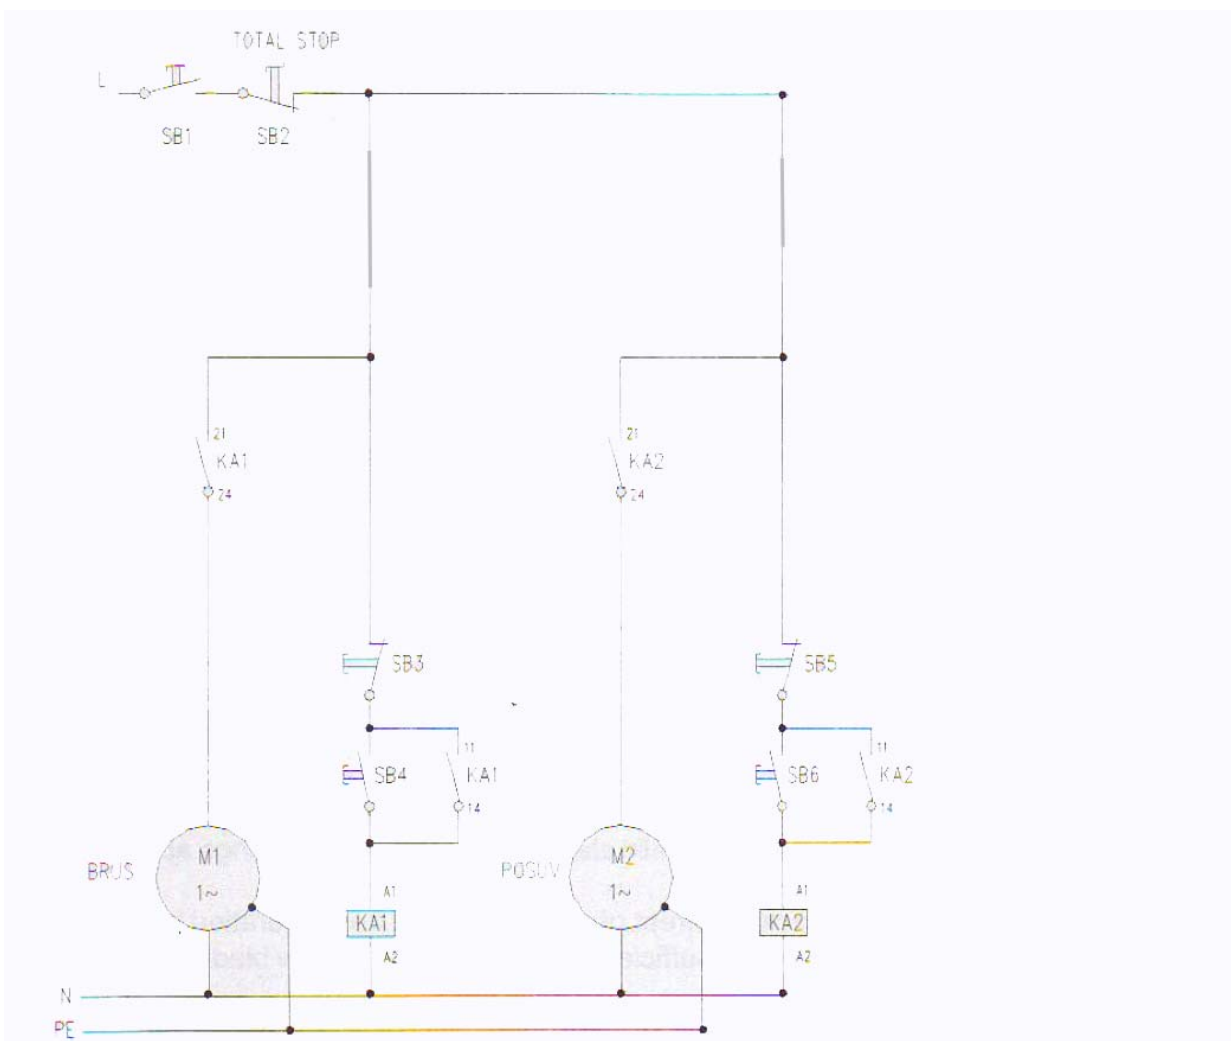 TOTAL STOP
L
SB1
SB2
21
KA1
24
21
KA2
24
SB3
SB5
11
SB4
KA1
14
11
SB6
KA2
14
BRUS
M1
1~
POSUV
M2
1~
A1
KA1
A2
A1
KA2
A2
N
PE